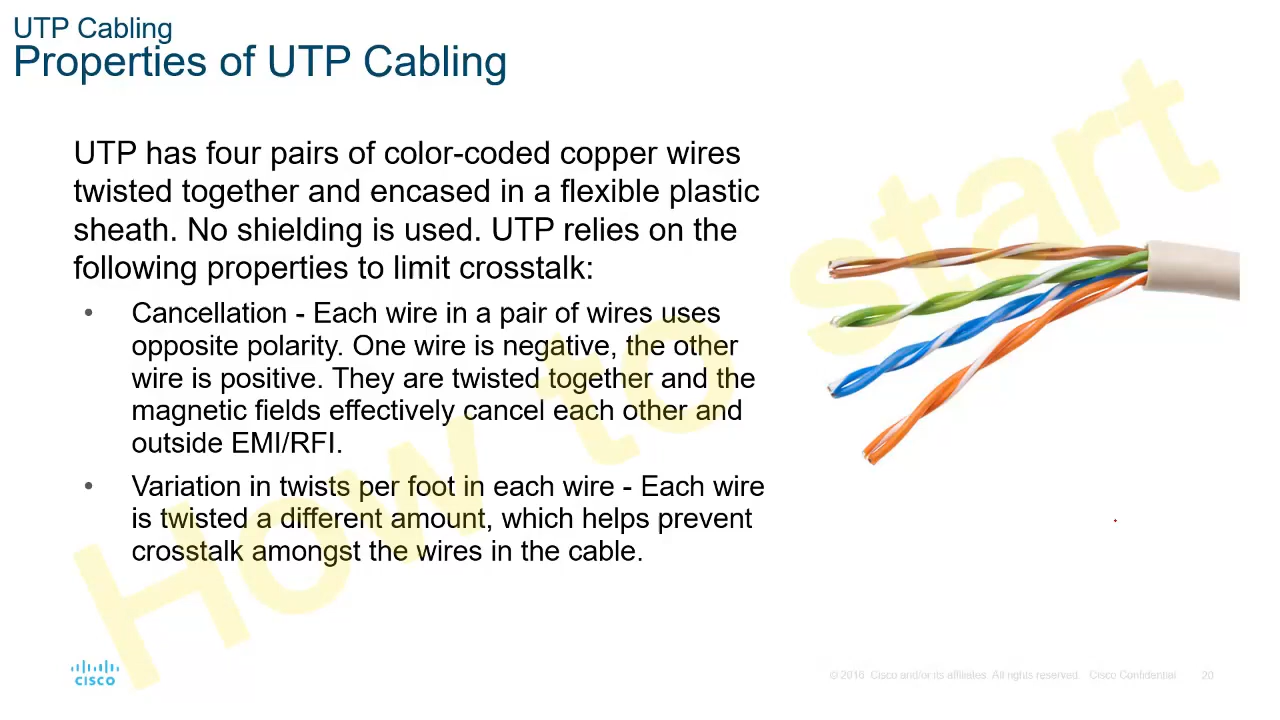 UTP Cabling
Properties of UTP Cabling
UTP has four pairs of color-coded copper wires
twisted together and encased in a flexible plastic
sheath. No shielding is used. UTP relies on the
following properties to limit crosstalk:
• Cancellation - Each wire in a pair of wires uses
opposite polarity. One wire is negative, the other
wire is positive. They are twisted together and the
magnetic fields effectively cancel each other and
outside EMI/RFI.
• Variation in twists per foot in each wire - Each wire
is twisted a different amount, which helps prevent
crosstalk amongst the wires in the cable.
How to start
CISCO
© 2016 Cisco and/or its affiliates. All rights reserved. Cisco Confidential 20